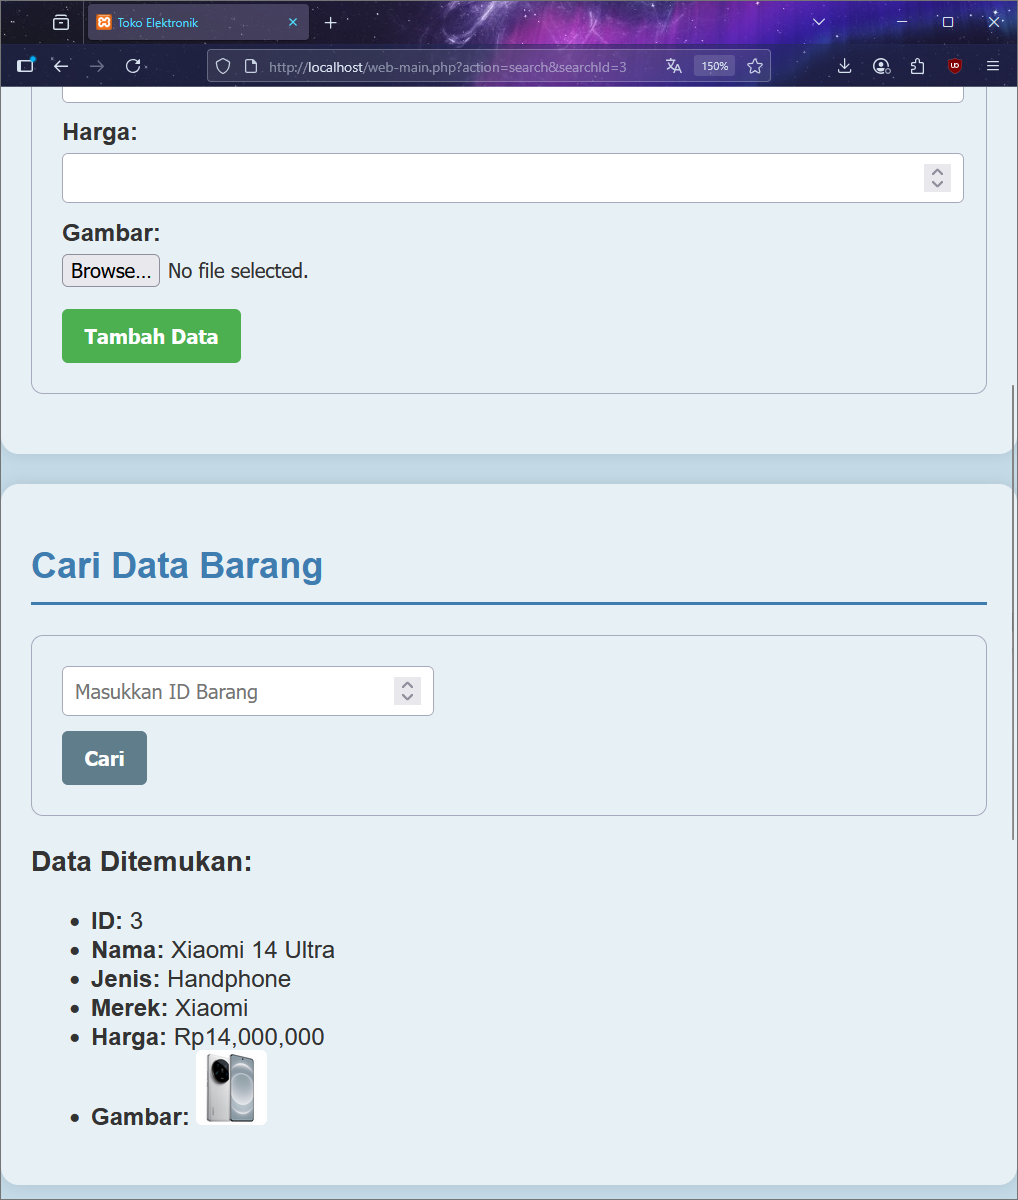 Toko Elektronik
http://localhost/web-main.php?action=search&searchId=3
150%
Harga:
Gambar:
Browse... No file selected.
Tambah Data
Cari Data Barang
Masukkan ID Barang
Cari
Data Ditemukan:
• ID: 3
• Nama: Xiaomi 14 Ultra
• Jenis: Handphone
• Merek: Xiaomi
• Harga: Rp14,000,000
• Gambar: